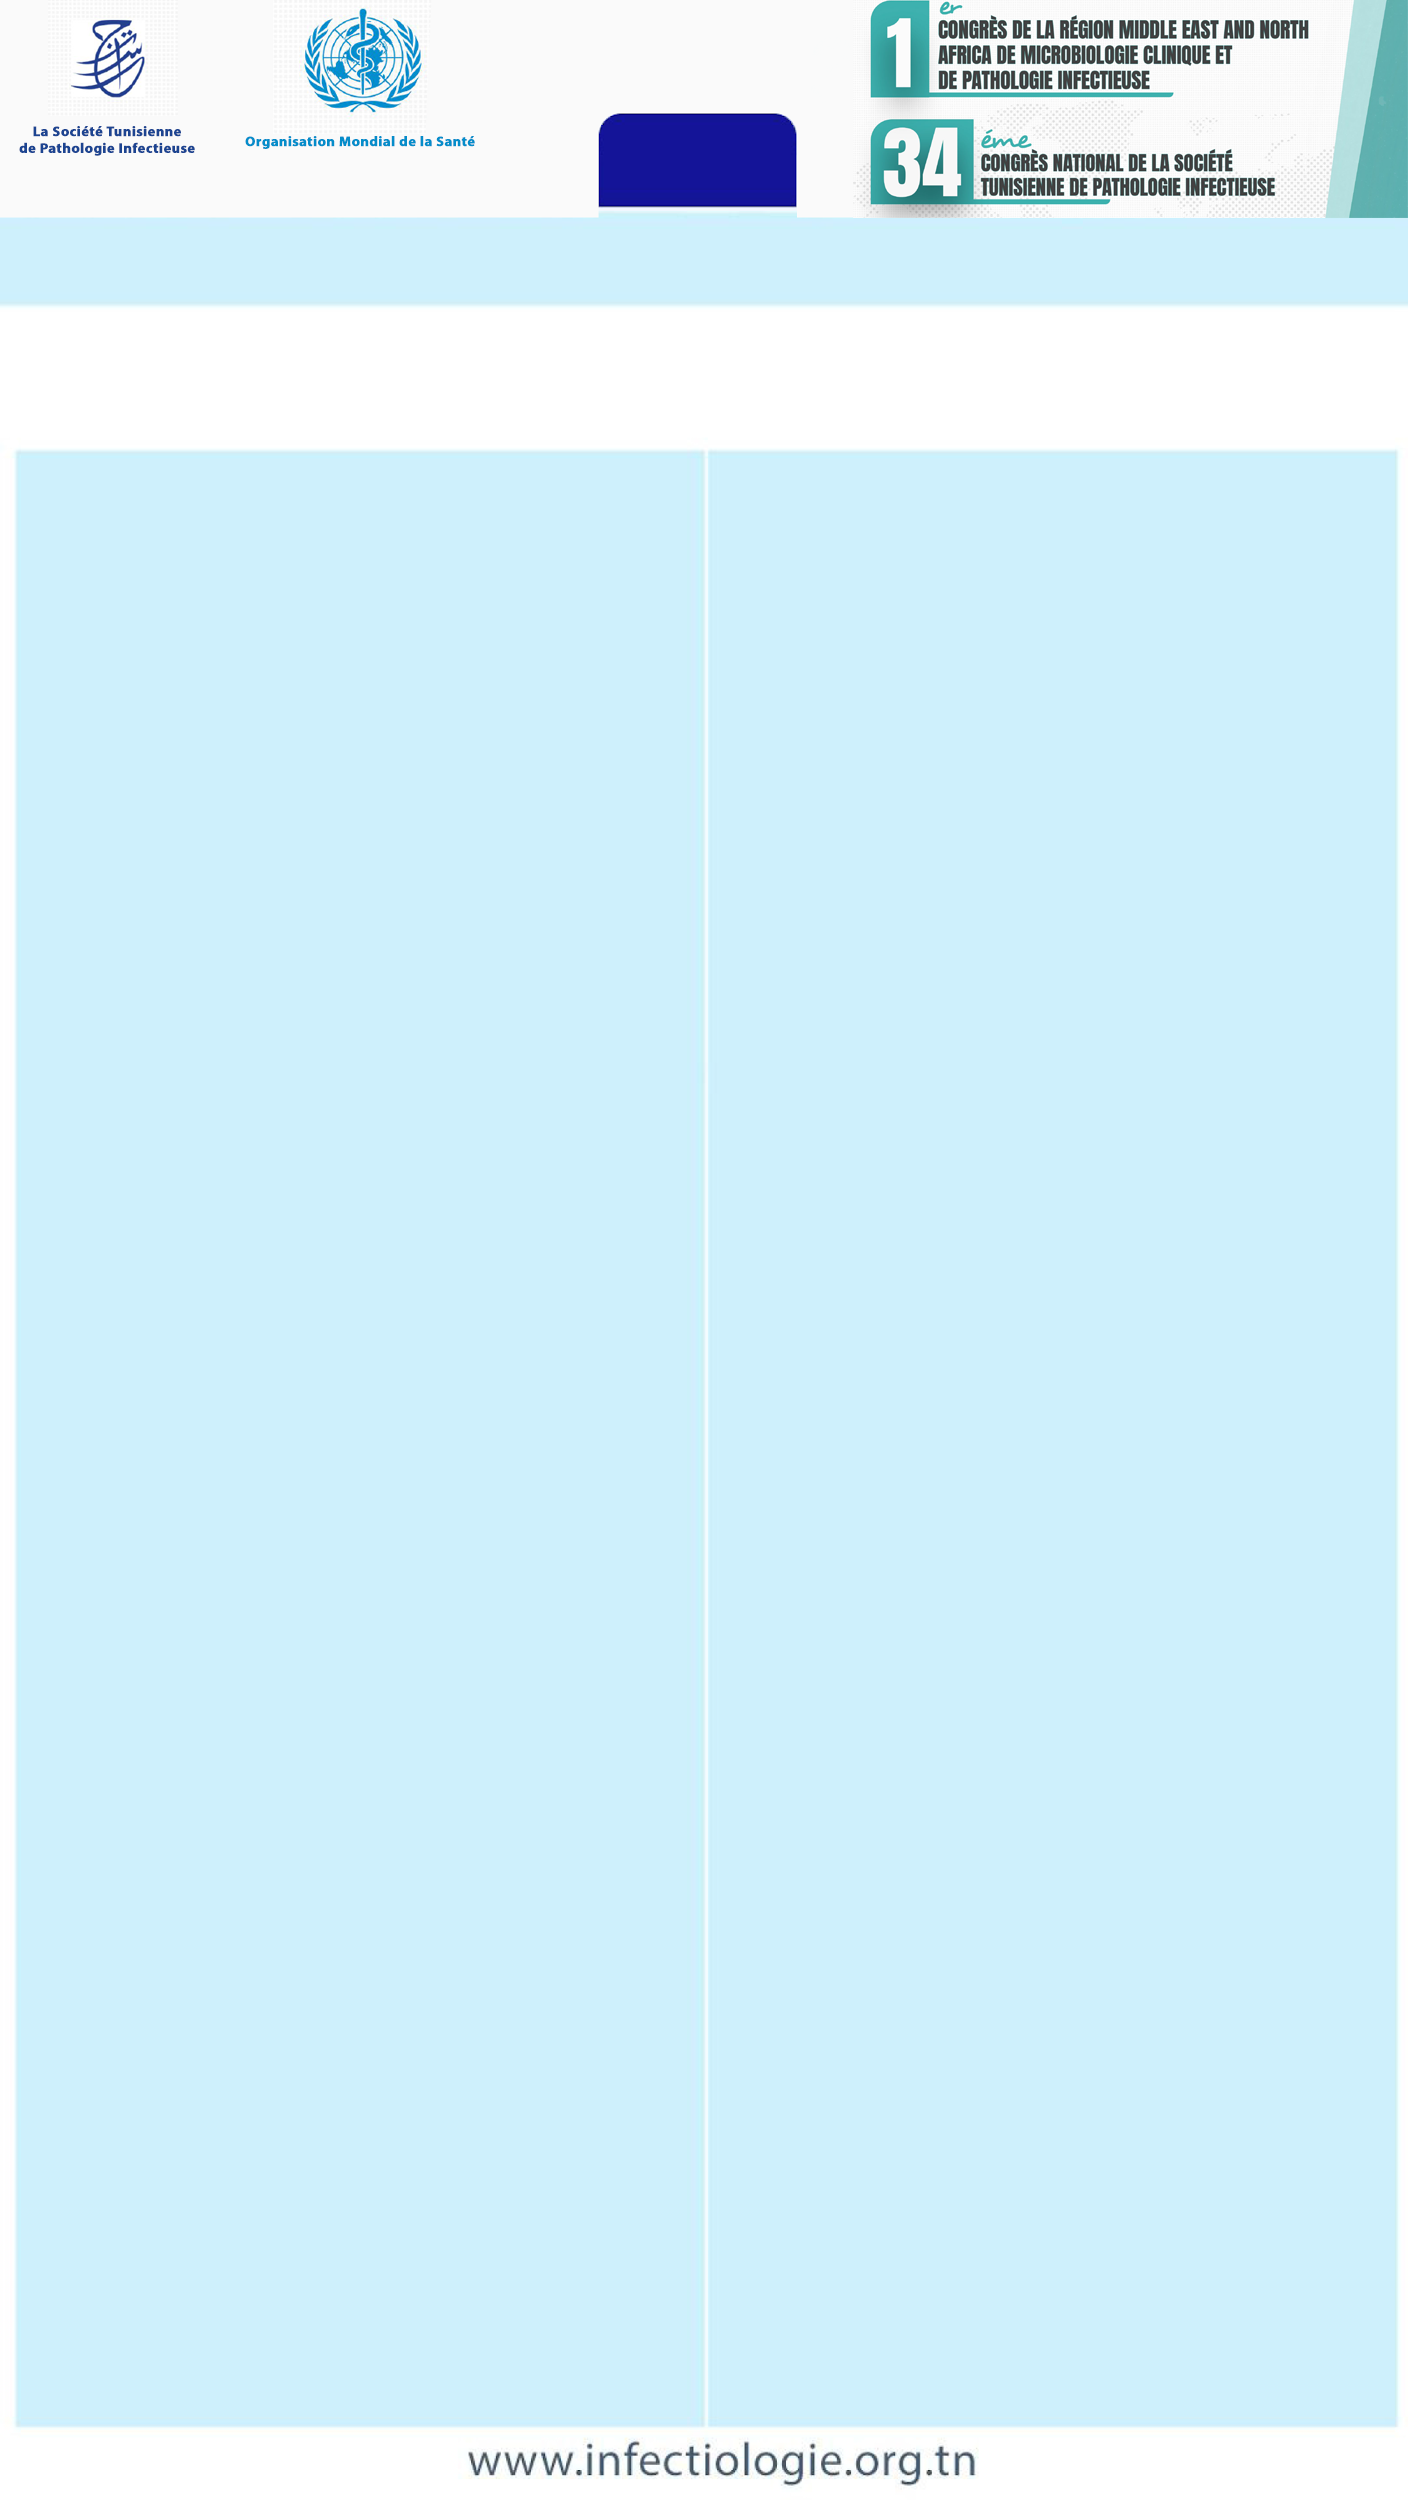 La Société Tunisienne
de Pathologie Infectieuse
Organisation Mondial de la Santé
1er
CONGRÈS DE LA RÉGION MIDDLE EAST AND NORTH
AFRICA DE MICROBIOLOGIE CLINIQUE ET
DE PATHOLOGIE INFECTIEUSE
34éme
CONGRÈS NATIONAL DE LA SOCIÉTÉ
TUNISIENNE DE PATHOLOGIE INFECTIEUSE
www.infectiologie.org.tn